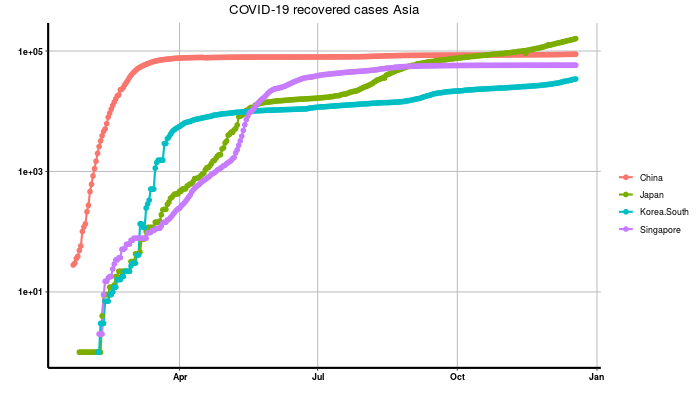 COVID-19 recovered cases Asia
1e+05
1e+03
1e+01
Apr
Jul
Oct
Jan
China
Japan
Korea.South
Singapore